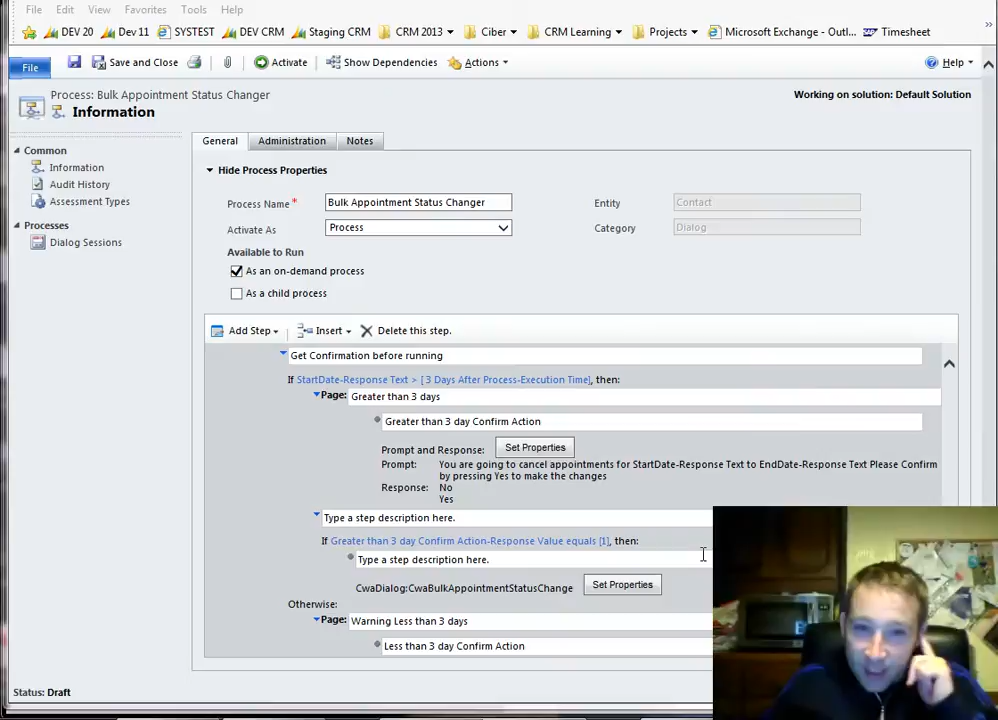 File Edit View Favorites Tools Help
DEV 20 Dev 11 SYSTEST DEV CRM Staging CRM CRM 2013 Ciber CRM Learning Projects Microsoft Exchange - Outl... Timesheet
File Save and Close Activate Show Dependencies Actions Help
Process: Bulk Appointment Status Changer
Information
Working on solution: Default Solution
Common
Information
Audit History
Assessment Types
Processes
Dialog Sessions
General Administration Notes
Hide Process Properties
Process Name* Bulk Appointment Status Changer Entity Contact
Activate As Process Category Dialog
Available to Run
As an on-demand process
As a child process
Add Step Insert Delete this step.
Get Confirmation before running
If StartDate-Response Text > [3 Days After Process-Execution Time], then:
Page: Greater than 3 days
Greater than 3 day Confirm Action
Prompt and Response: Set Properties
Prompt: You are going to cancel appointments for StartDate-Response Text to EndDate-Response Text Please Confirm
by pressing Yes to make the changes
Response: No
Yes
Type a step description here.
If Greater than 3 day Confirm Action-Response Value equals [1], then:
Type a step description here.
CwaDialog:CwaBulkAppointmentStatusChange Set Properties
Otherwise:
Page: Warning Less than 3 days
Less than 3 day Confirm Action
Status: Draft